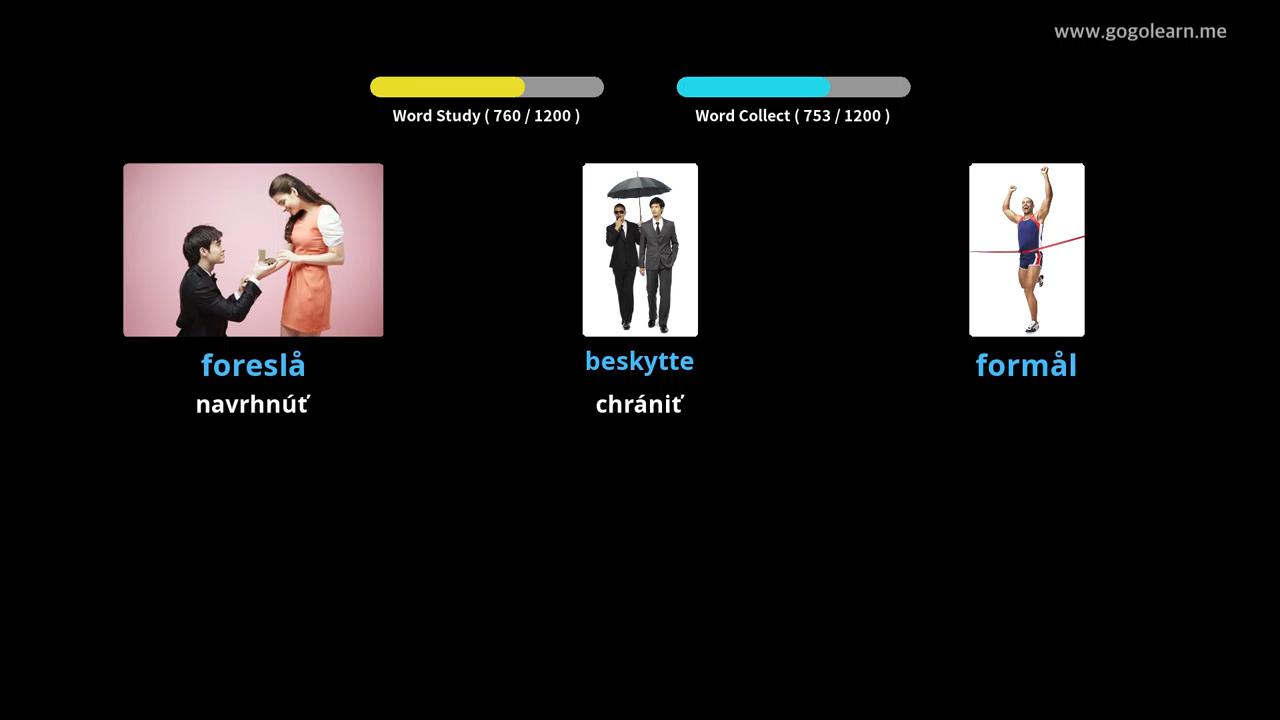 www.gogolearn.me
Word Study ( 760 / 1200 )
Word Collect ( 753 / 1200 )
foreslå
beskytte
formål
navrhnúť
chrániť